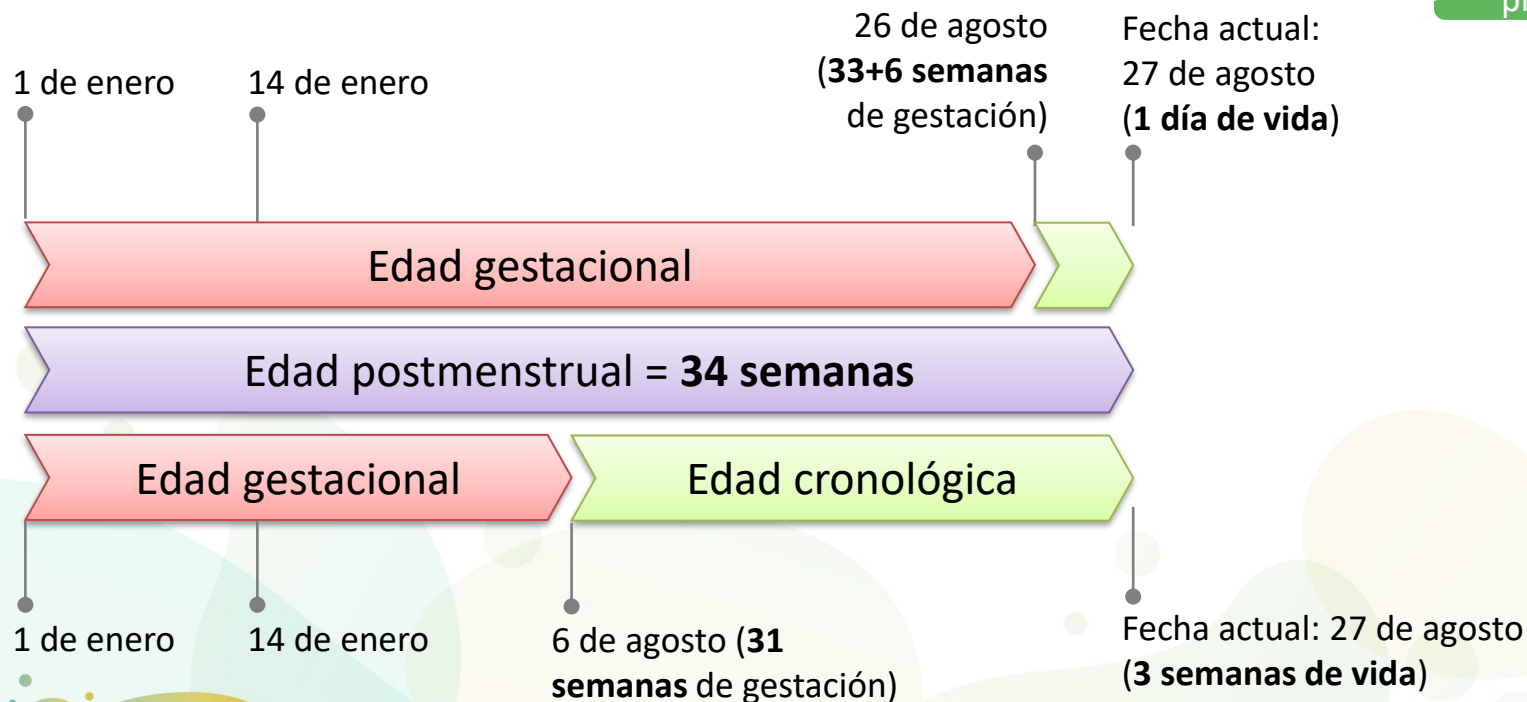 26 de agosto
(33+6 semanas
de gestación)
Fecha actual:
27 de agosto
(1 día de vida)
1 de enero
14 de enero
Edad gestacional
Edad postmenstrual = 34 semanas
Edad gestacional
Edad cronológica
1 de enero
14 de enero
6 de agosto (31
semanas de gestación)
Fecha actual: 27 de agosto
(3 semanas de vida)